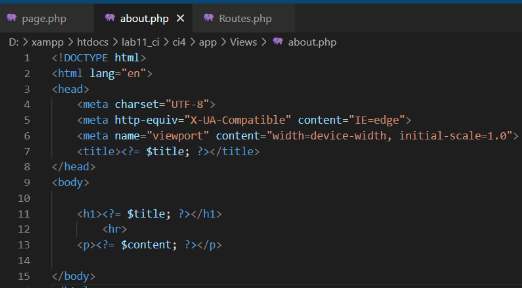 page.php about.php × Routes.php
D: > xampp > htdocs > lab11_ci > ci4 > app > Views > about.php
1 <!DOCTYPE html>
2 <html lang="en">
3 <head>
4     <meta charset="UTF-8">
5     <meta http-equiv="X-UA-Compatible" content="IE=edge">
6     <meta name="viewport" content="width=device-width, initial-scale=1.0">
7     <title><?= $title; ?></title>
8 </head>
9 <body>
10
11     <h1><?= $title; ?></h1>
12         <hr>
13     <p><?= $content; ?></p>
14
15 </body>